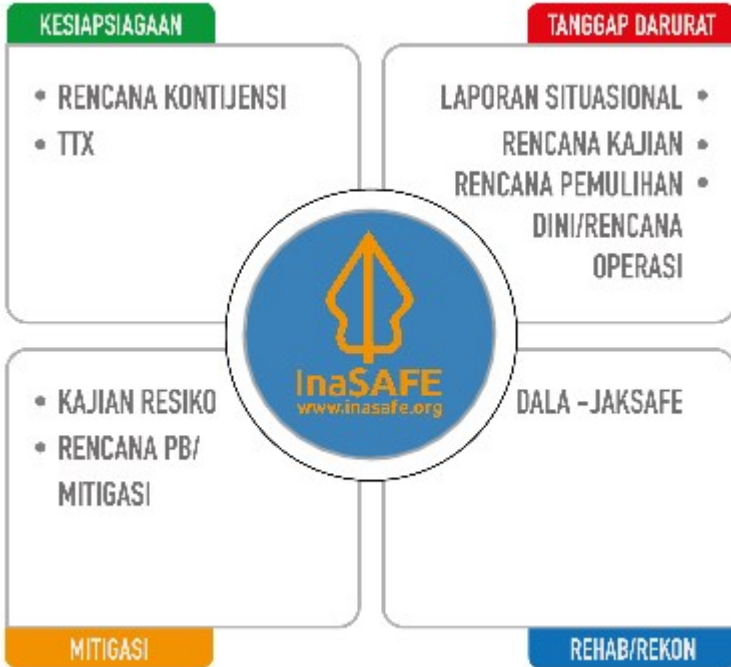 KESIAPSIAGAAN
• RENCANA KONTIJENSI
• TTX
TANGGAP DARURAT
LAPORAN SITUASIONAL •
RENCANA KAJIAN •
RENCANA PEMULIHAN •
DINI/RENCANA
OPERASI
InaSAFE
www.inasafe.org
• KAJIAN RESIKO
• RENCANA PB/
MITIGASI
MITIGASI
DALA –JAKSAFE
REHAB/REKON